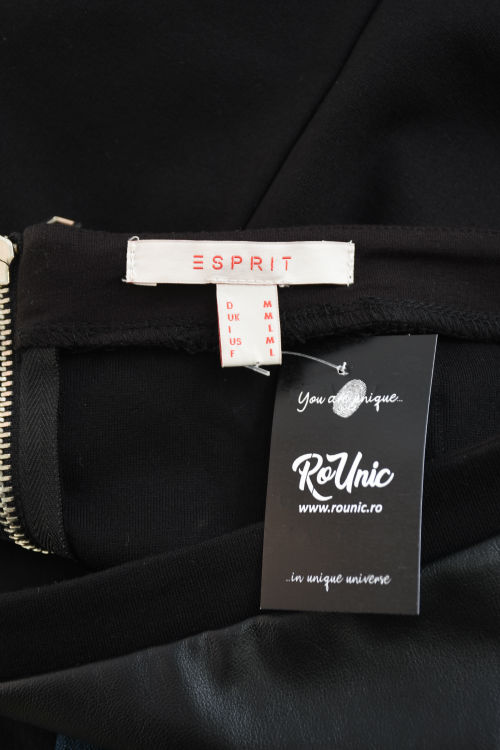 ESPRIT
D M
UK M
I L
US M
F L
You are unique...
RoUnic
www.rounic.ro
...in unique universe